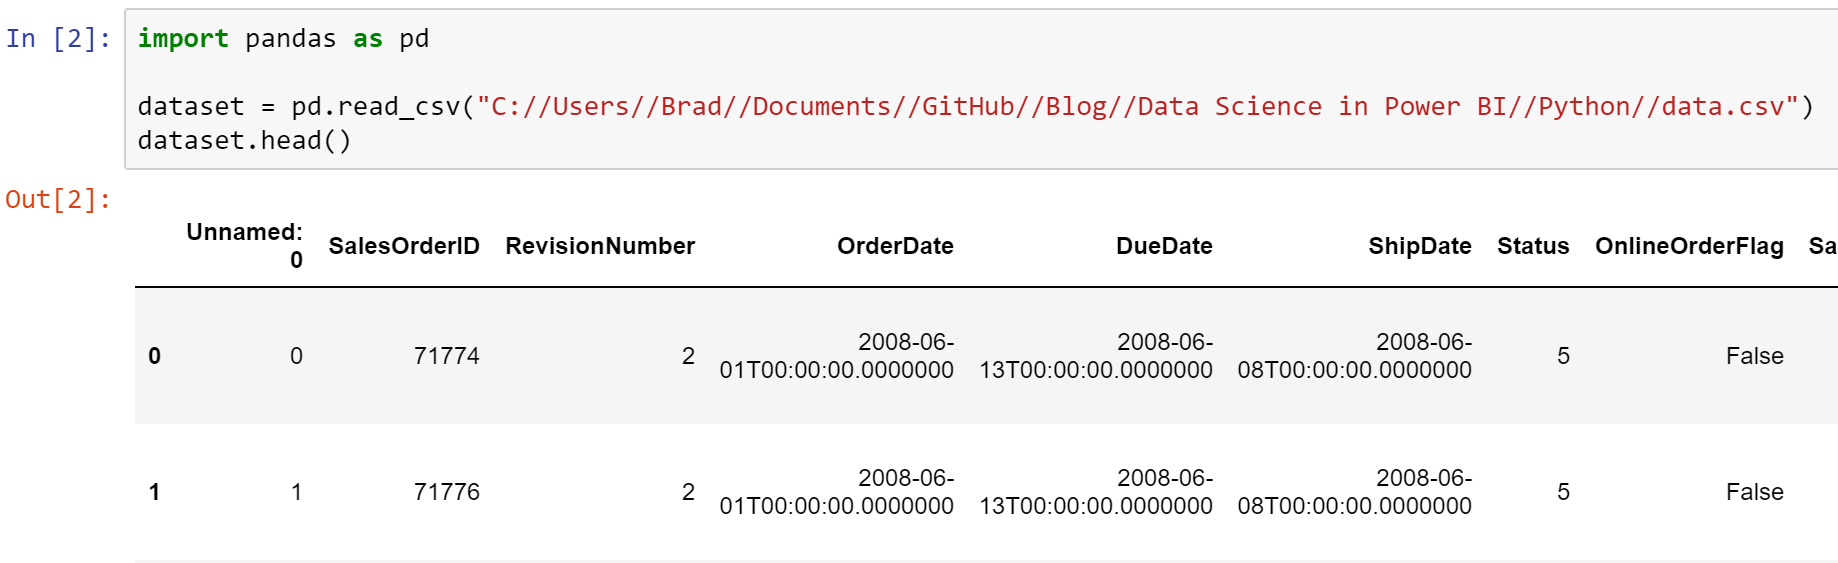 In [2]: import pandas as pd
dataset = pd.read_csv("C://Users//Brad//Documents//GitHub//Blog//Data Science in Power BI//Python//data.csv")
dataset.head()
Out[2]:
Unnamed: 0 SalesOrderID RevisionNumber OrderDate DueDate ShipDate Status OnlineOrderFlag Sa
0 0 71774 2 2008-06-01T00:00:00.0000000 2008-06-13T00:00:00.0000000 2008-06-08T00:00:00.0000000 5 False
1 1 71776 2 2008-06-01T00:00:00.0000000 2008-06-13T00:00:00.0000000 2008-06-08T00:00:00.0000000 5 False